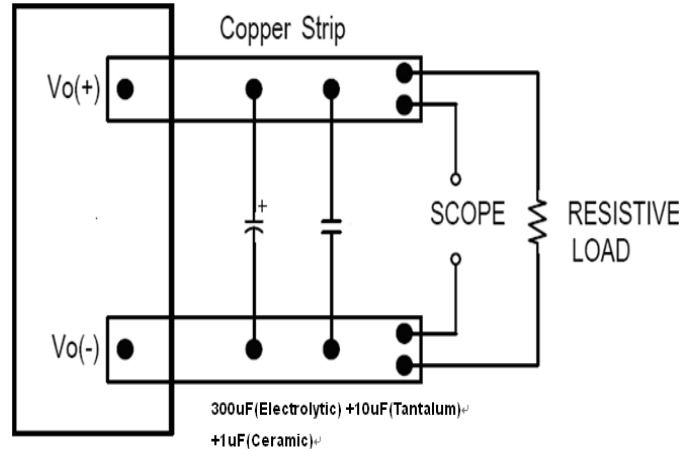 Copper Strip
Vo(+)
+
SCOPE
RESISTIVE
LOAD
Vo(-)
300uF(Electrolytic) +10uF(Tantalum)↵
+1uF(Ceramic)↵